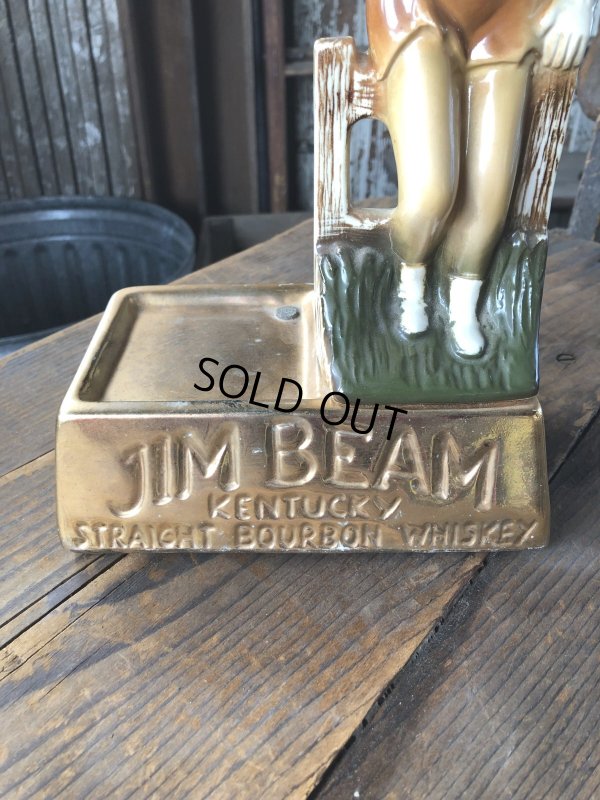 SOLD OUT
JIM BEAM
KENTUCKY
STRAIGHT BOURBON WHISKEY